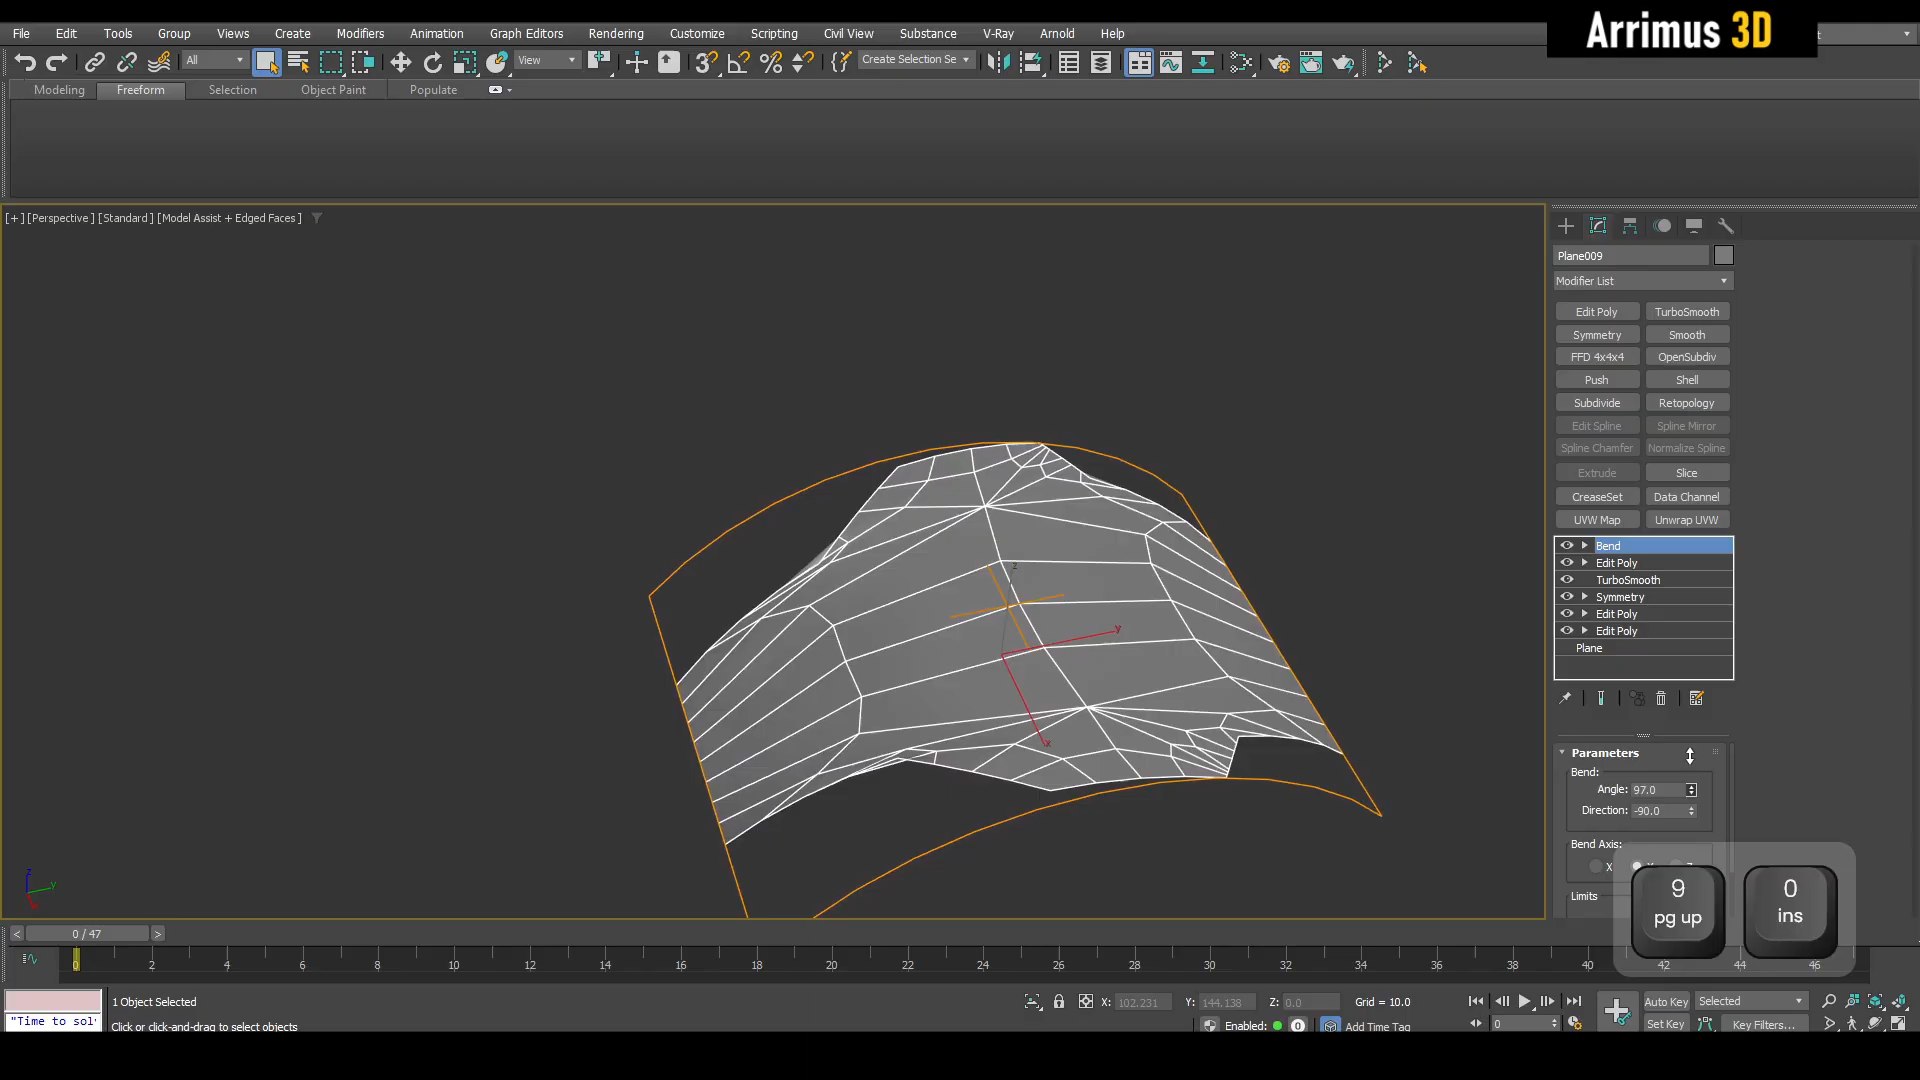 Arrimus 3D
File Edit Tools Group Views Create Modifiers Animation Graph Editors Rendering Customize Scripting Civil View Substance V-Ray Arnold Help
All View Create Selection Se
Modeling Freeform Selection Object Paint Populate
[+] [Perspective ] [Standard ] [Model Assist + Edged Faces ]
Plane009
Modifier List
Edit Poly TurboSmooth
Symmetry Smooth
FFD 4x4x4 OpenSubdiv
Push Shell
Subdivide Retopology
Edit Spline Spline Mirror
Spline Chamfer Normalize Spline
Extrude Slice
CreaseSet Data Channel
UVW Map Unwrap UVW
Bend
Edit Poly
TurboSmooth
Symmetry
Edit Poly
Edit Poly
Plane
Parameters
Bend:
Angle: 97.0
Direction: -90.0
Bend Axis:
X
Limits
9 pg up
0 ins
z
y
x
z
y
< 0 / 47 >
0 2 4 6 8 10 12 14 16 18 20 22 24 26 28 30 32 34 36 38 40 42 44 46
1 Object Selected X: 102.231 Y: 144.138 Z: 0.0 Grid = 10.0 Auto Key Selected
"Time to sol Click or click-and-drag to select objects Enabled: 0 Add Time Tag 0 Set Key Key Filters...